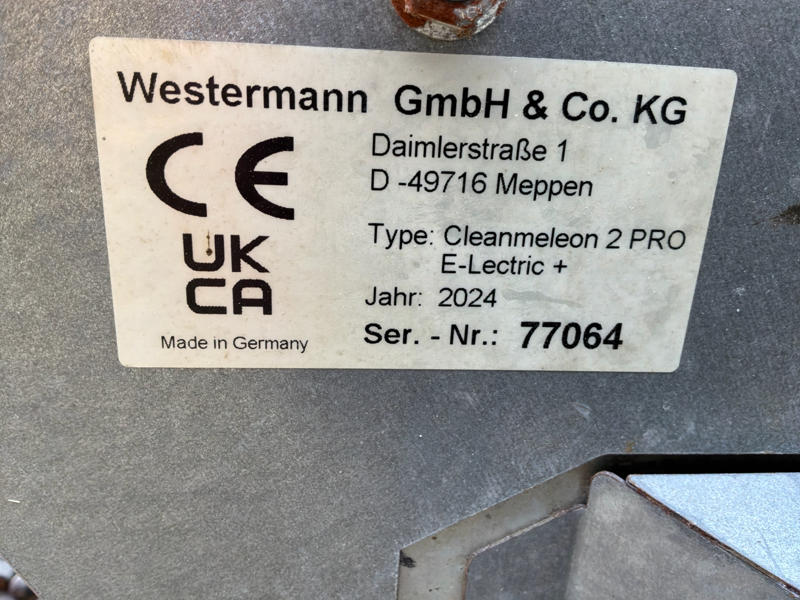 Westermann GmbH & Co. KG
CE
Daimlerstraße 1
D -49716 Meppen
UK
CA
Type: Cleanmeleon 2 PRO
E-Lectric +
Jahr: 2024
Made in Germany
Ser. - Nr.: 77064